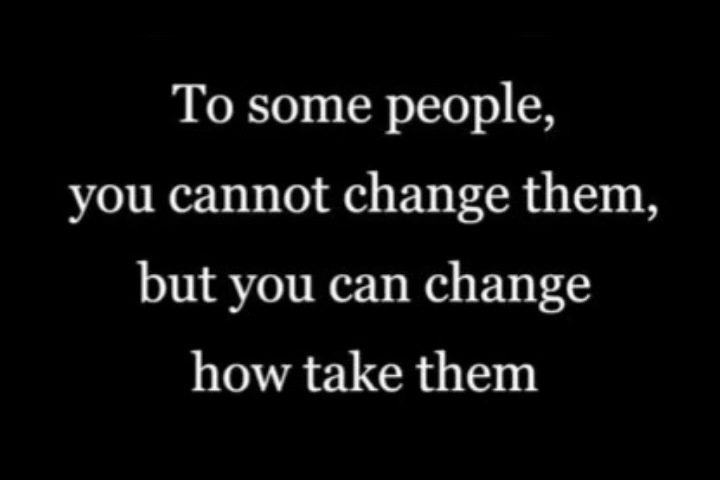 To some people,
you cannot change them,
but you can change
how take them